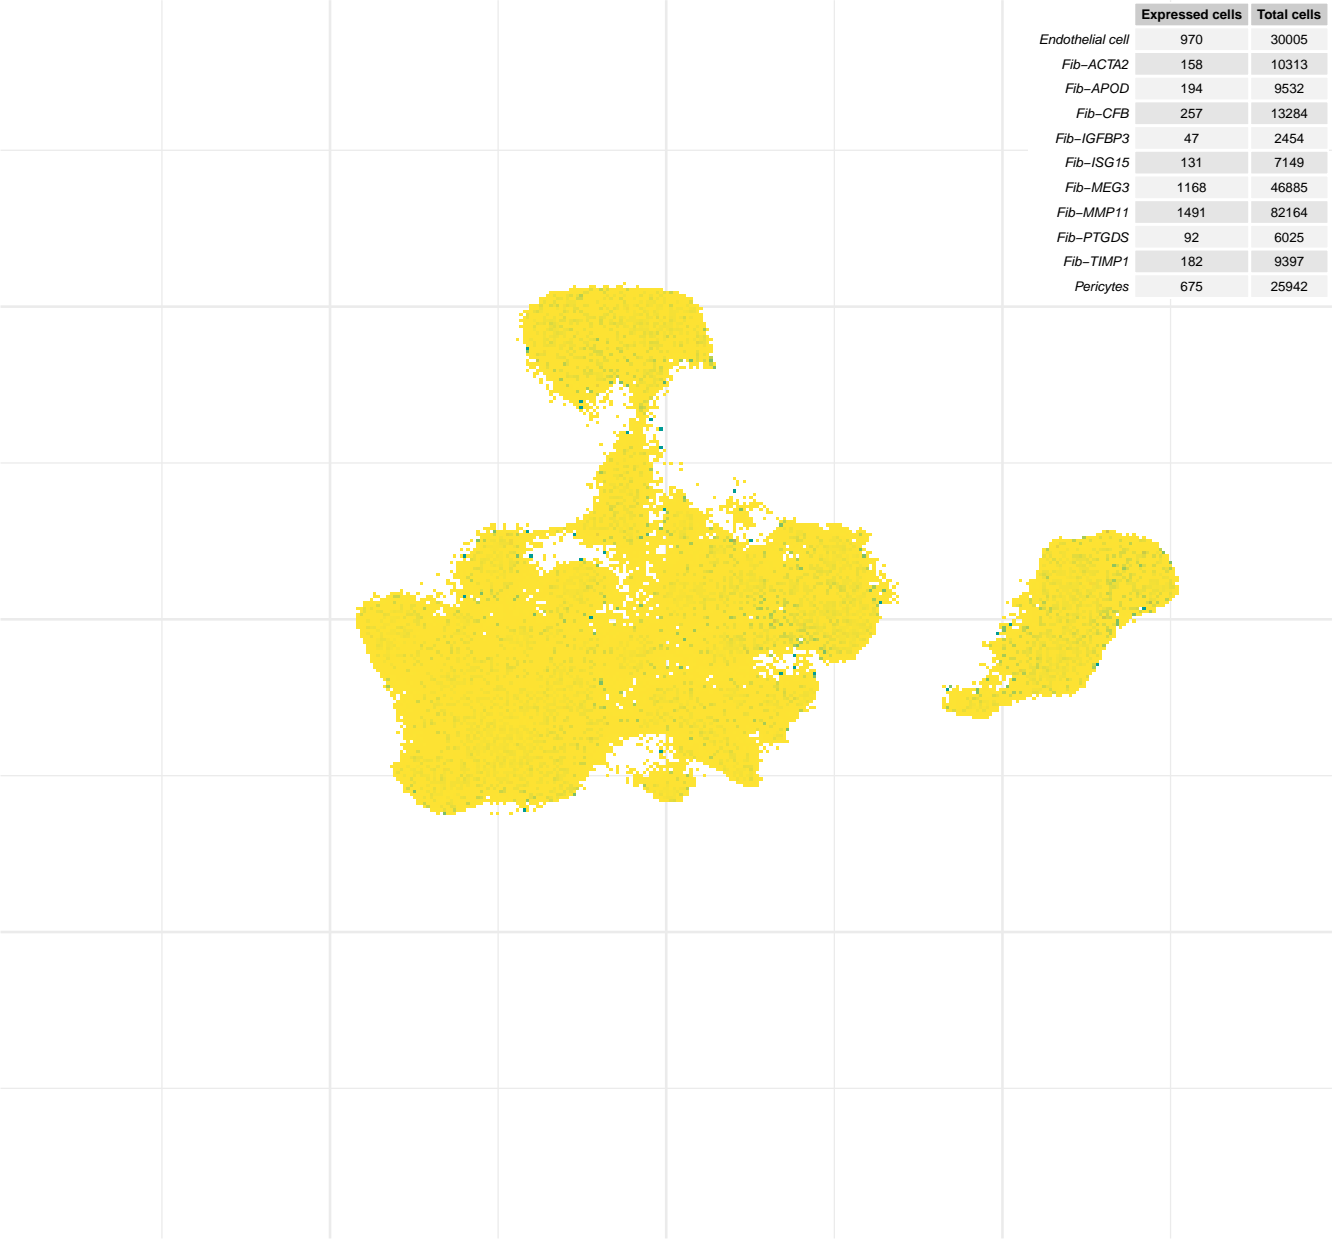 Expressed cells Total cells
Endothelial cell 970 30005
Fib−ACTA2 158 10313
Fib−APOD 194 9532
Fib−CFB 257 13284
Fib−IGFBP3 47 2454
Fib−ISG15 131 7149
Fib−MEG3 1168 46885
Fib−MMP11 1491 82164
Fib−PTGDS 92 6025
Fib−TIMP1 182 9397
Pericytes 675 25942